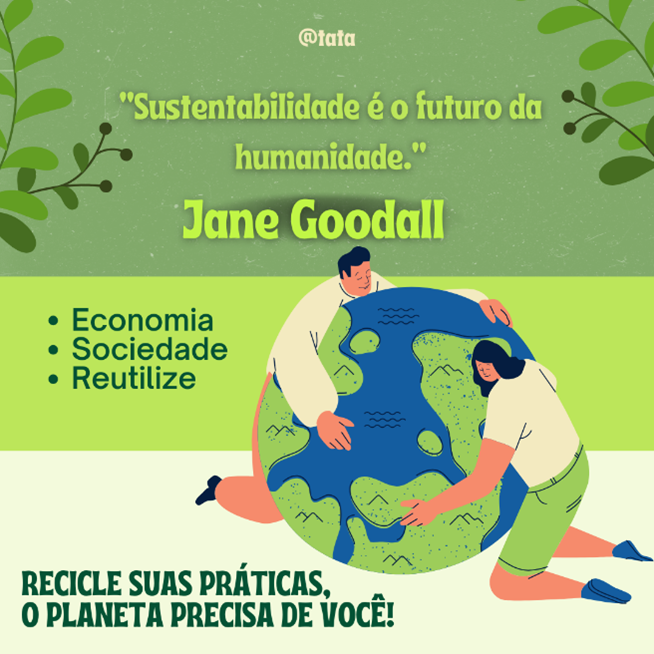 @tata
"Sustentabilidade é o futuro da
humanidade."
Jane Goodall
• Economia
• Sociedade
• Reutilize
RECICLE SUAS PRÁTICAS,
O PLANETA PRECISA DE VOCÊ!